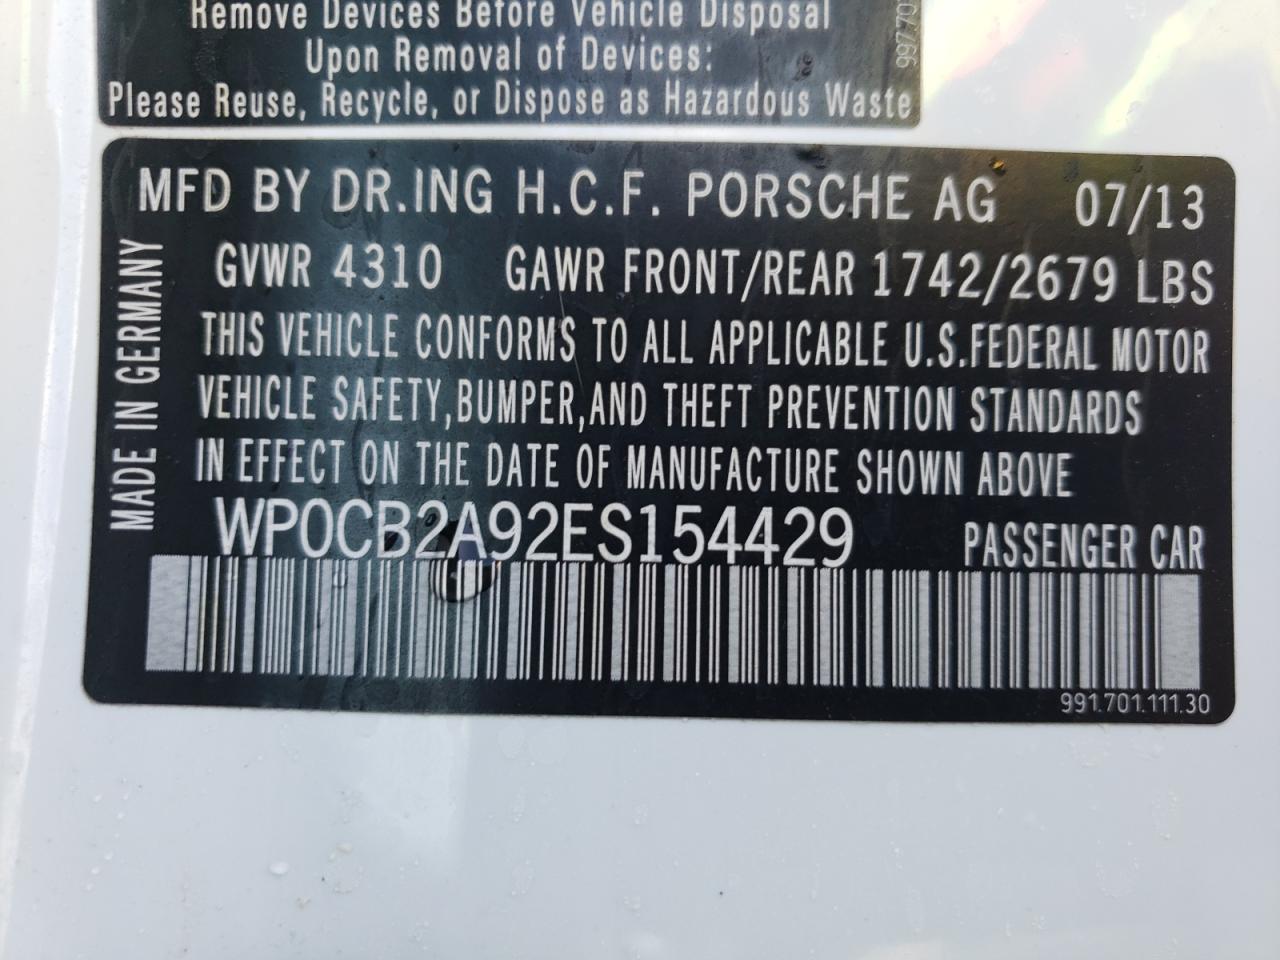 Remove Devices Before Vehicle Disposal
Upon Removal of Devices:
Please Reuse, Recycle, or Dispose as Hazardous Waste
997.70
MFD BY DR.ING H.C.F. PORSCHE AG 07/13
GVWR 4310 GAWR FRONT/REAR 1742/2679 LBS
THIS VEHICLE CONFORMS TO ALL APPLICABLE U.S.FEDERAL MOTOR
VEHICLE SAFETY,BUMPER,AND THEFT PREVENTION STANDARDS
IN EFFECT ON THE DATE OF MANUFACTURE SHOWN ABOVE
WP0CB2A92ES154429 PASSENGER CAR
MADE IN GERMANY
991.701.111.30